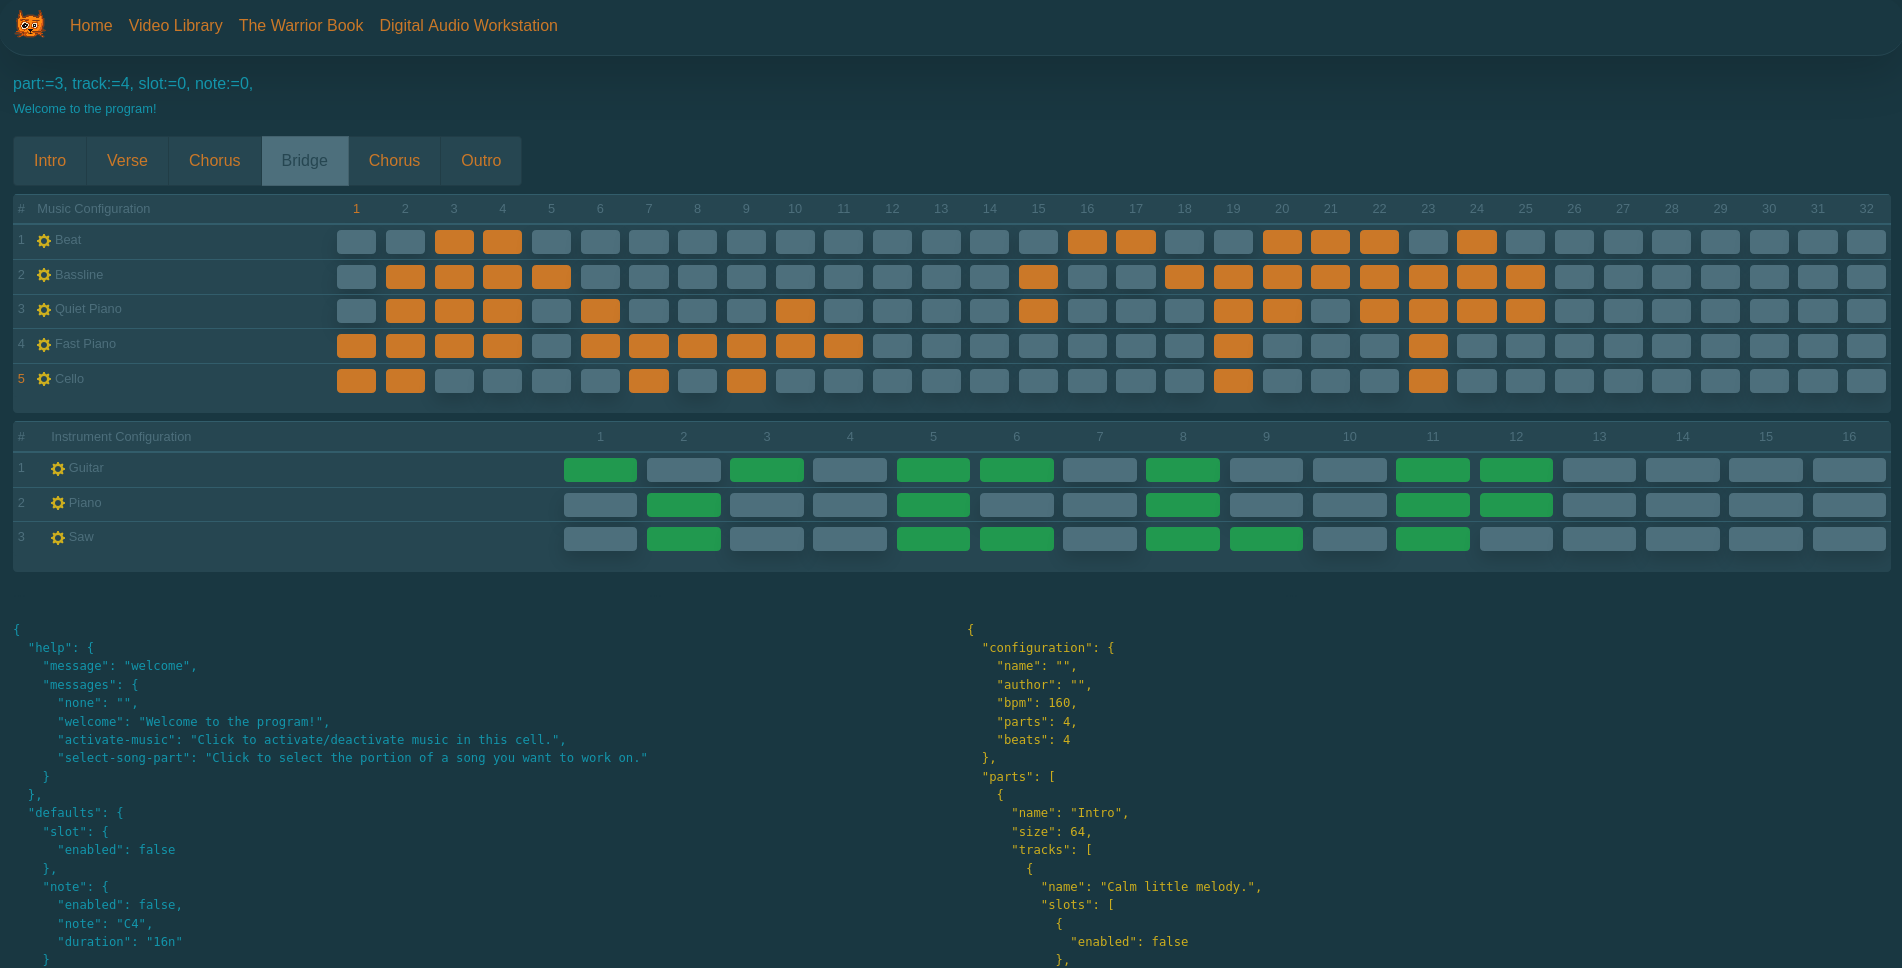 Home Video Library The Warrior Book Digital Audio Workstation
part:=3, track:=4, slot:=0, note:=0,
Welcome to the program!
Intro Verse Chorus Bridge Chorus Outro
# Music Configuration 1 2 3 4 5 6 7 8 9 10 11 12 13 14 15 16 17 18 19 20 21 22 23 24 25 26 27 28 29 30 31 32
1 Beat
2 Bassline
3 Quiet Piano
4 Fast Piano
5 Cello
# Instrument Configuration 1 2 3 4 5 6 7 8 9 10 11 12 13 14 15 16
1 Guitar
2 Piano
3 Saw
{
"help": {
"message": "welcome",
"messages": {
"none": "",
"welcome": "Welcome to the program!",
"activate-music": "Click to activate/deactivate music in this cell.",
"select-song-part": "Click to select the portion of a song you want to work on."
}
},
"defaults": {
"slot": {
"enabled": false
},
"note": {
"enabled": false,
"note": "C4",
"duration": "16n"
}
{
"configuration": {
"name": "",
"author": "",
"bpm": 160,
"parts": 4,
"beats": 4
},
"parts": [
{
"name": "Intro",
"size": 64,
"tracks": [
{
"name": "Calm little melody.",
"slots": [
{
"enabled": false
},